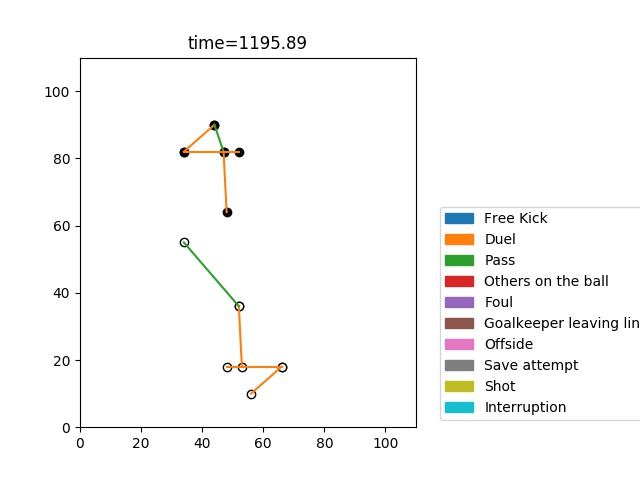 time=1195.89
100
80
60
40
20
0
0 20 40 60 80 100
Free Kick
Duel
Pass
Others on the ball
Foul
Goalkeeper leaving lin
Offside
Save attempt
Shot
Interruption